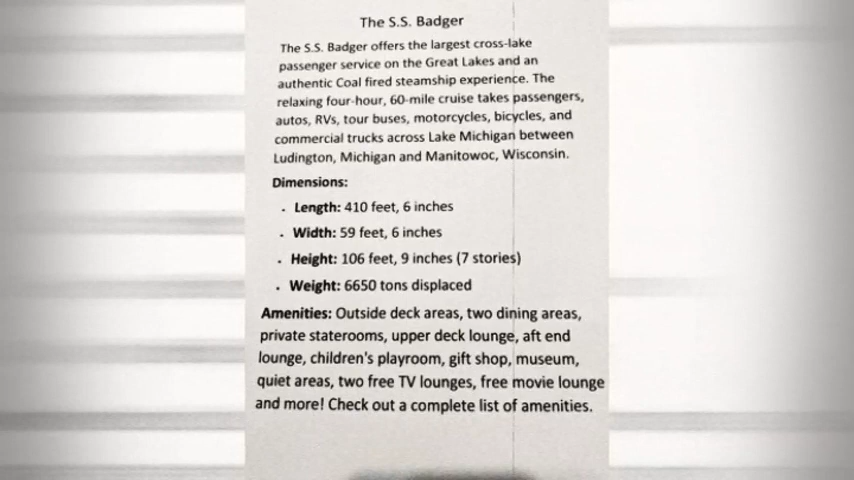 The S.S. Badger
The S.S. Badger offers the largest cross-lake
passenger service on the Great Lakes and an
authentic Coal fired steamship experience. The
relaxing four-hour, 60-mile cruise takes passengers,
autos, RVs, tour buses, motorcycles, bicycles, and
commercial trucks across Lake Michigan between
Ludington, Michigan and Manitowoc, Wisconsin.
Dimensions:
• Length: 410 feet, 6 inches
• Width: 59 feet, 6 inches
• Height: 106 feet, 9 inches (7 stories)
• Weight: 6650 tons displaced
Amenities: Outside deck areas, two dining areas,
private staterooms, upper deck lounge, aft end
lounge, children's playroom, gift shop, museum,
quiet areas, two free TV lounges, free movie lounge
and more! Check out a complete list of amenities.